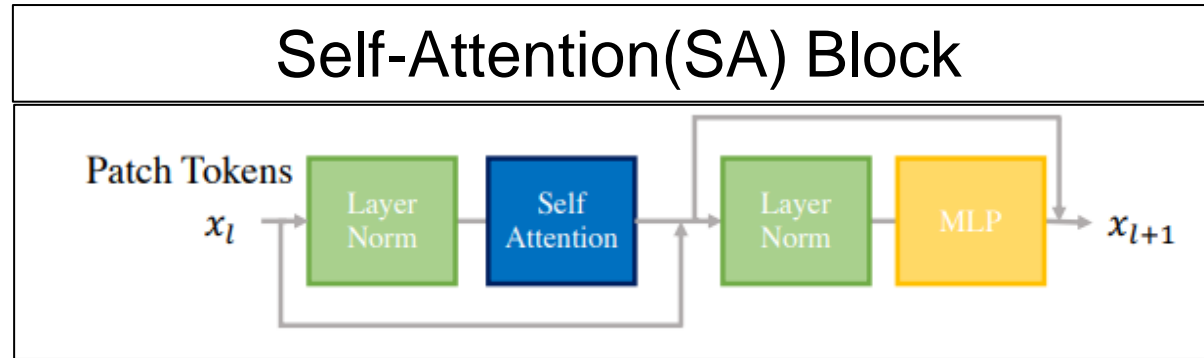 Self-Attention(SA) Block
Patch Tokens
x_l
Layer
Norm
Self
Attention
Layer
Norm
MLP
x_{l+1}